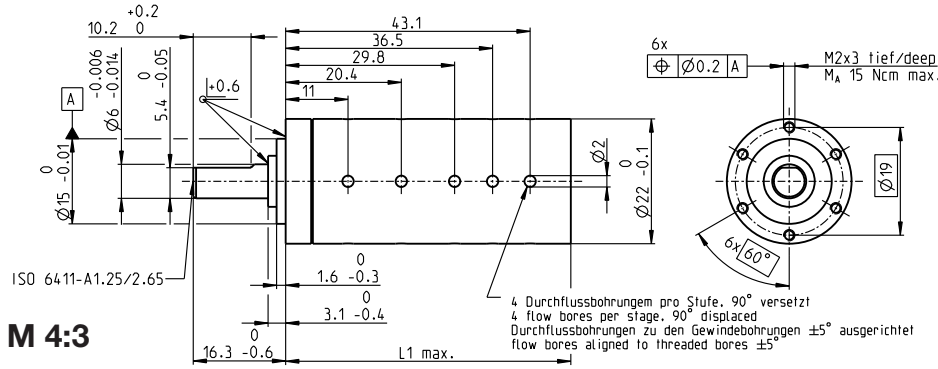 +0.2
10.2 0
43.1
36.5
29.8
20.4
11
+0.6
A
Ø6 -0.006 -0.014
5.4 0 -0.05
Ø15 0 -0.01
Ø2
Ø22 0 -0.1
6x
⌖ Ø0.2 A
M2x3 tief/deep
MA 15 Ncm max.
Ø19
6x 60°
ISO 6411-A1.25/2.65
0
1.6 -0.3
0
3.1 -0.4
0
16.3 -0.6
L1 max.
4 Durchflussbohrungem pro Stufe, 90° versetzt
4 flow bores per stage, 90° displaced
Durchflussbohrungen zu den Gewindebohrungen ±5° ausgerichtet
flow bores aligned to threaded bores ±5°
M 4:3